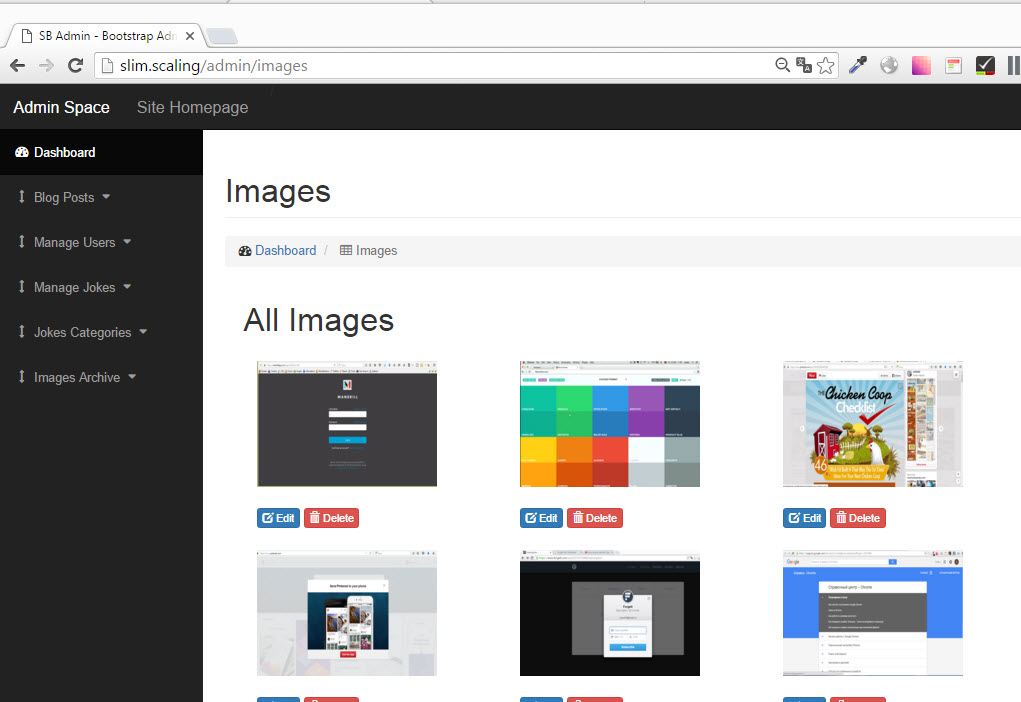 SB Admin - Bootstrap Adm
slim.scaling/admin/images
Admin Space Site Homepage
Dashboard
Blog Posts
Manage Users
Manage Jokes
Jokes Categories
Images Archive
Images
Dashboard / Images
All Images
MANDRILL
THE Chicken Coop
Checklist
46
Edit Delete
Edit Delete
Edit Delete
Google